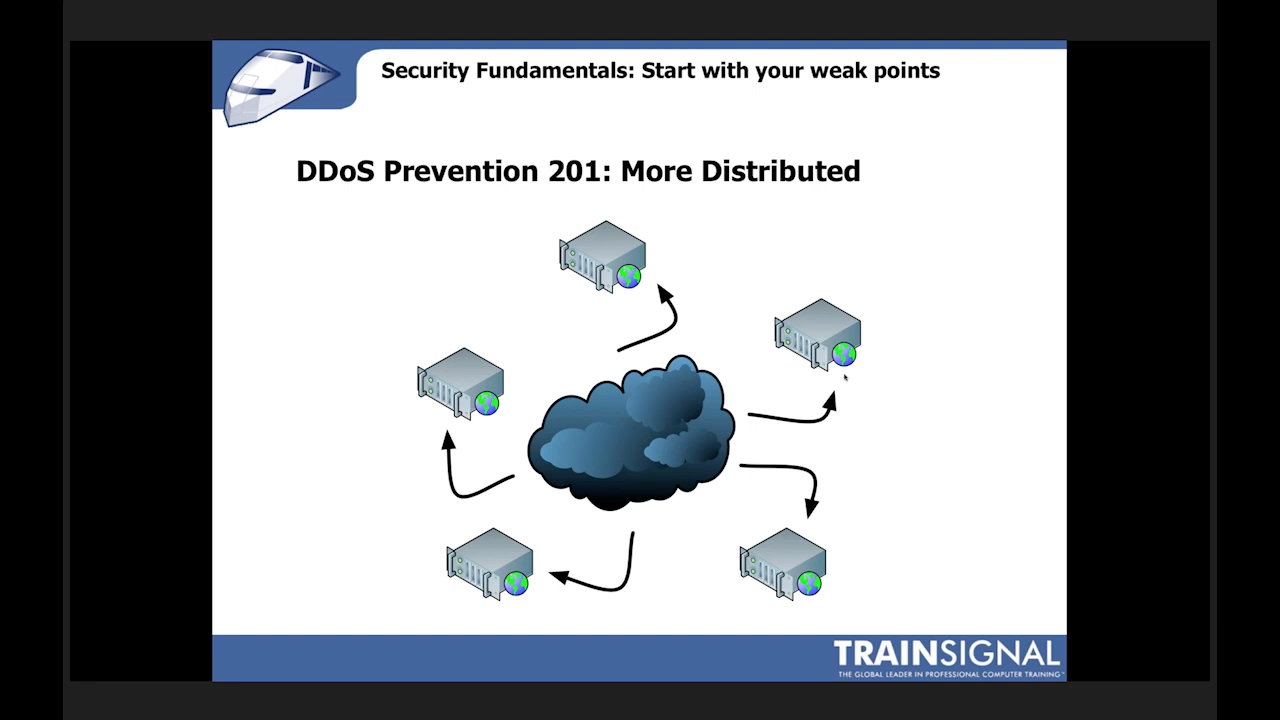 Security Fundamentals: Start with your weak points
DDoS Prevention 201: More Distributed
TRAINSIGNAL
THE GLOBAL LEADER IN PROFESSIONAL COMPUTER TRAINING